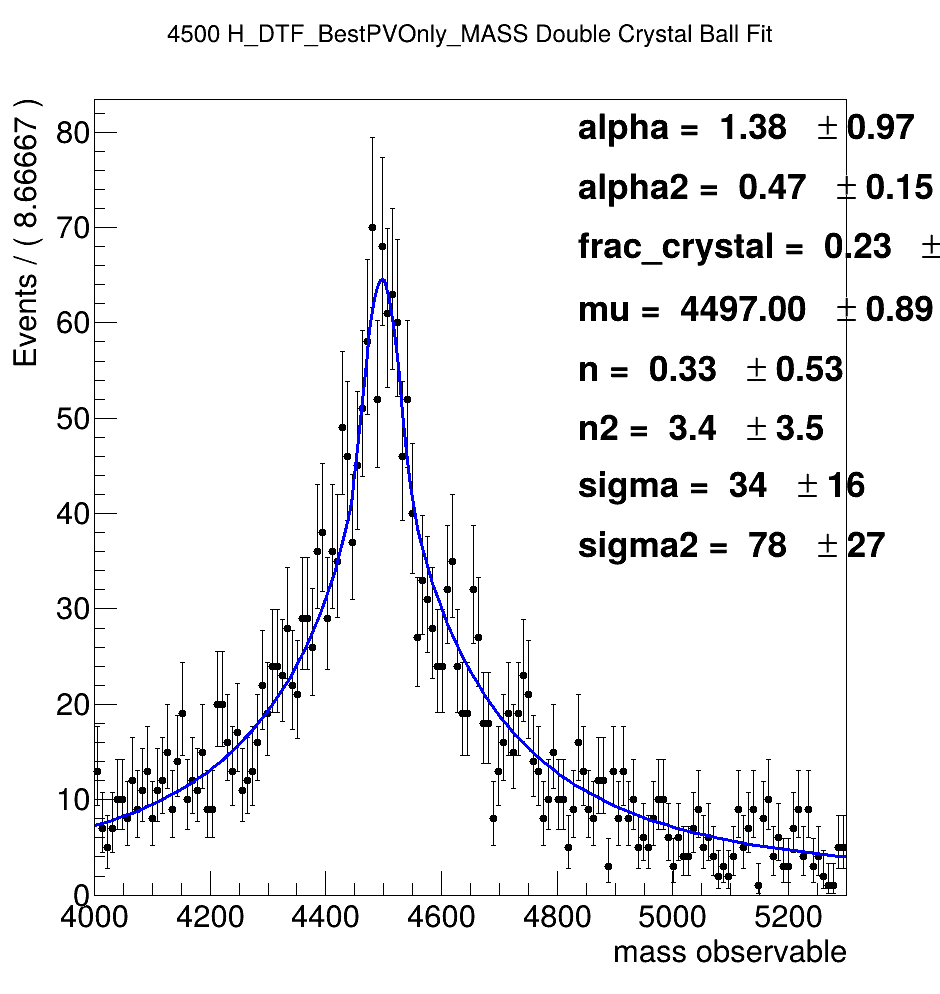 4500 H_DTF_BestPVOnly_MASS Double Crystal Ball Fit
Events / ( 8.66667 )
80
70
60
50
40
30
20
10
0
alpha = 1.38 ± 0.97
alpha2 = 0.47 ± 0.15
frac_crystal = 0.23 ±
mu = 4497.00 ± 0.89
n = 0.33 ± 0.53
n2 = 3.4 ± 3.5
sigma = 34 ± 16
sigma2 = 78 ± 27
4000 4200 4400 4600 4800 5000 5200
mass observable